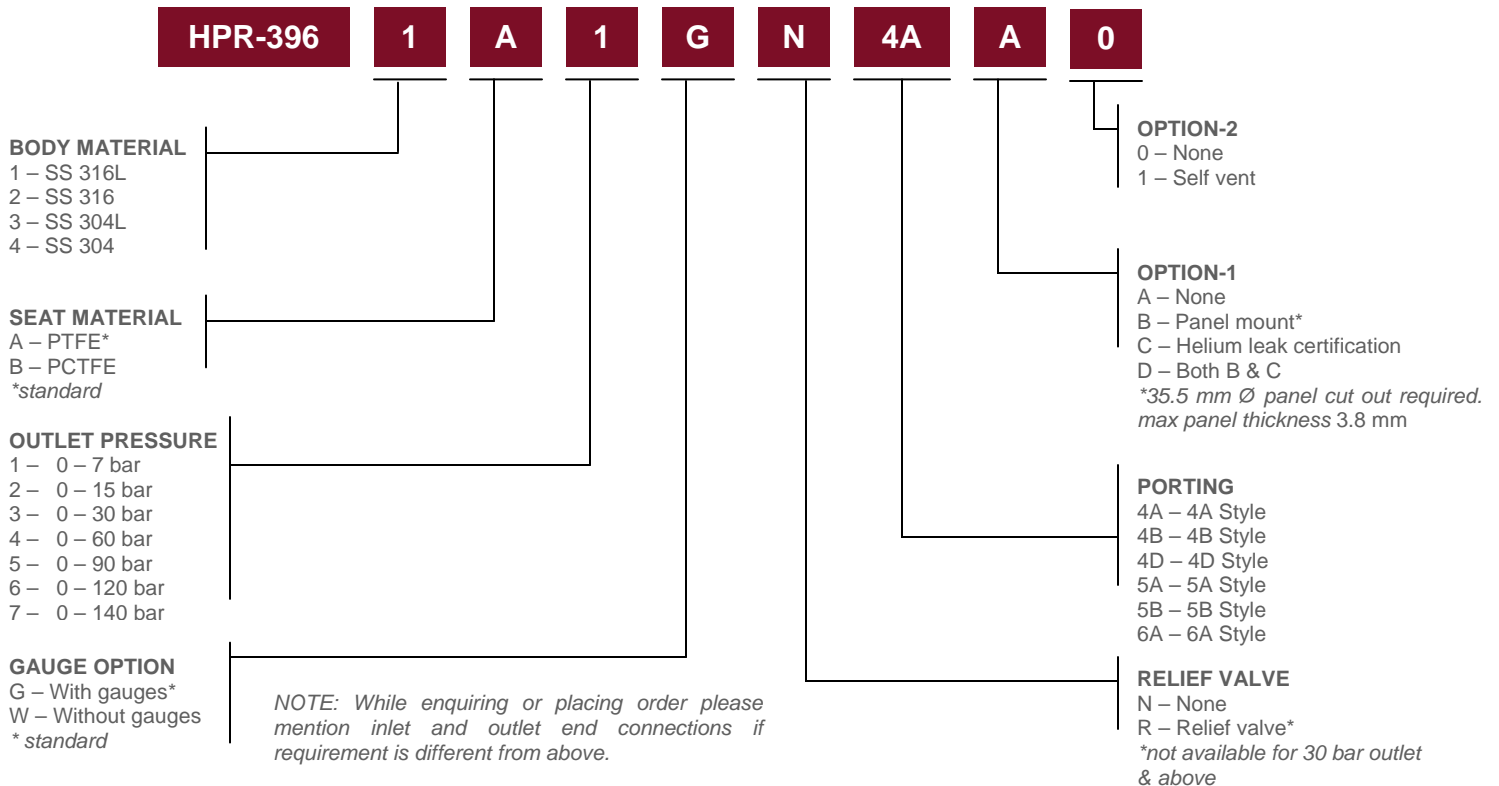 HPR-396 1 A 1 G N 4A A 0
BODY MATERIAL
1 – SS 316L
2 – SS 316
3 – SS 304L
4 – SS 304
SEAT MATERIAL
A – PTFE*
B – PCTFE
*standard
OUTLET PRESSURE
1 – 0 – 7 bar
2 – 0 – 15 bar
3 – 0 – 30 bar
4 – 0 – 60 bar
5 – 0 – 90 bar
6 – 0 – 120 bar
7 – 0 – 140 bar
GAUGE OPTION
G – With gauges*
W – Without gauges
* standard
NOTE: While enquiring or placing order please
mention inlet and outlet end connections if
requirement is different from above.
OPTION-2
0 – None
1 – Self vent
OPTION-1
A – None
B – Panel mount*
C – Helium leak certification
D – Both B & C
*35.5 mm Ø panel cut out required.
max panel thickness 3.8 mm
PORTING
4A – 4A Style
4B – 4B Style
4D – 4D Style
5A – 5A Style
5B – 5B Style
6A – 6A Style
RELIEF VALVE
N – None
R – Relief valve*
*not available for 30 bar outlet
& above